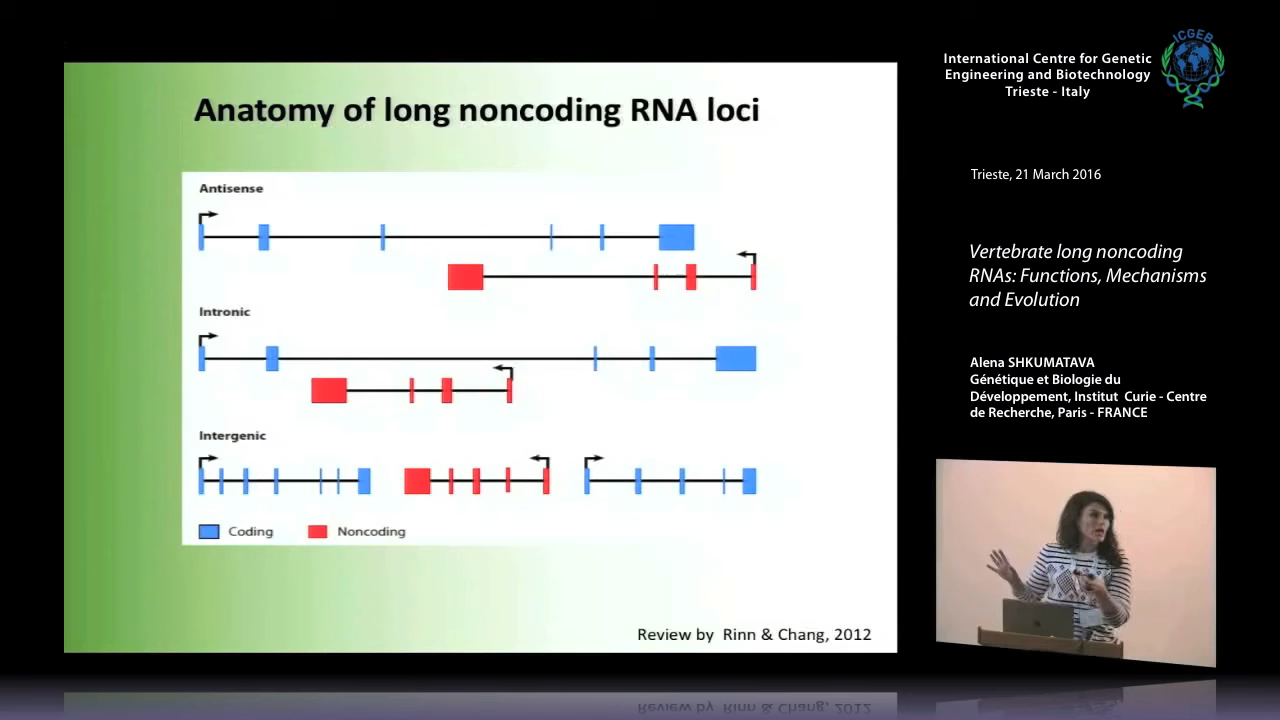 Anatomy of long noncoding RNA loci
Antisense
Intronic
Intergenic
Coding
Noncoding
Review by Rinn & Chang, 2012
ICGEB
International Centre for Genetic
Engineering and Biotechnology
Trieste - Italy
Trieste, 21 March 2016
Vertebrate long noncoding
RNAs: Functions, Mechanisms
and Evolution
Alena SHKUMATAVA
Génétique et Biologie du
Développement, Institut Curie - Centre
de Recherche, Paris - FRANCE